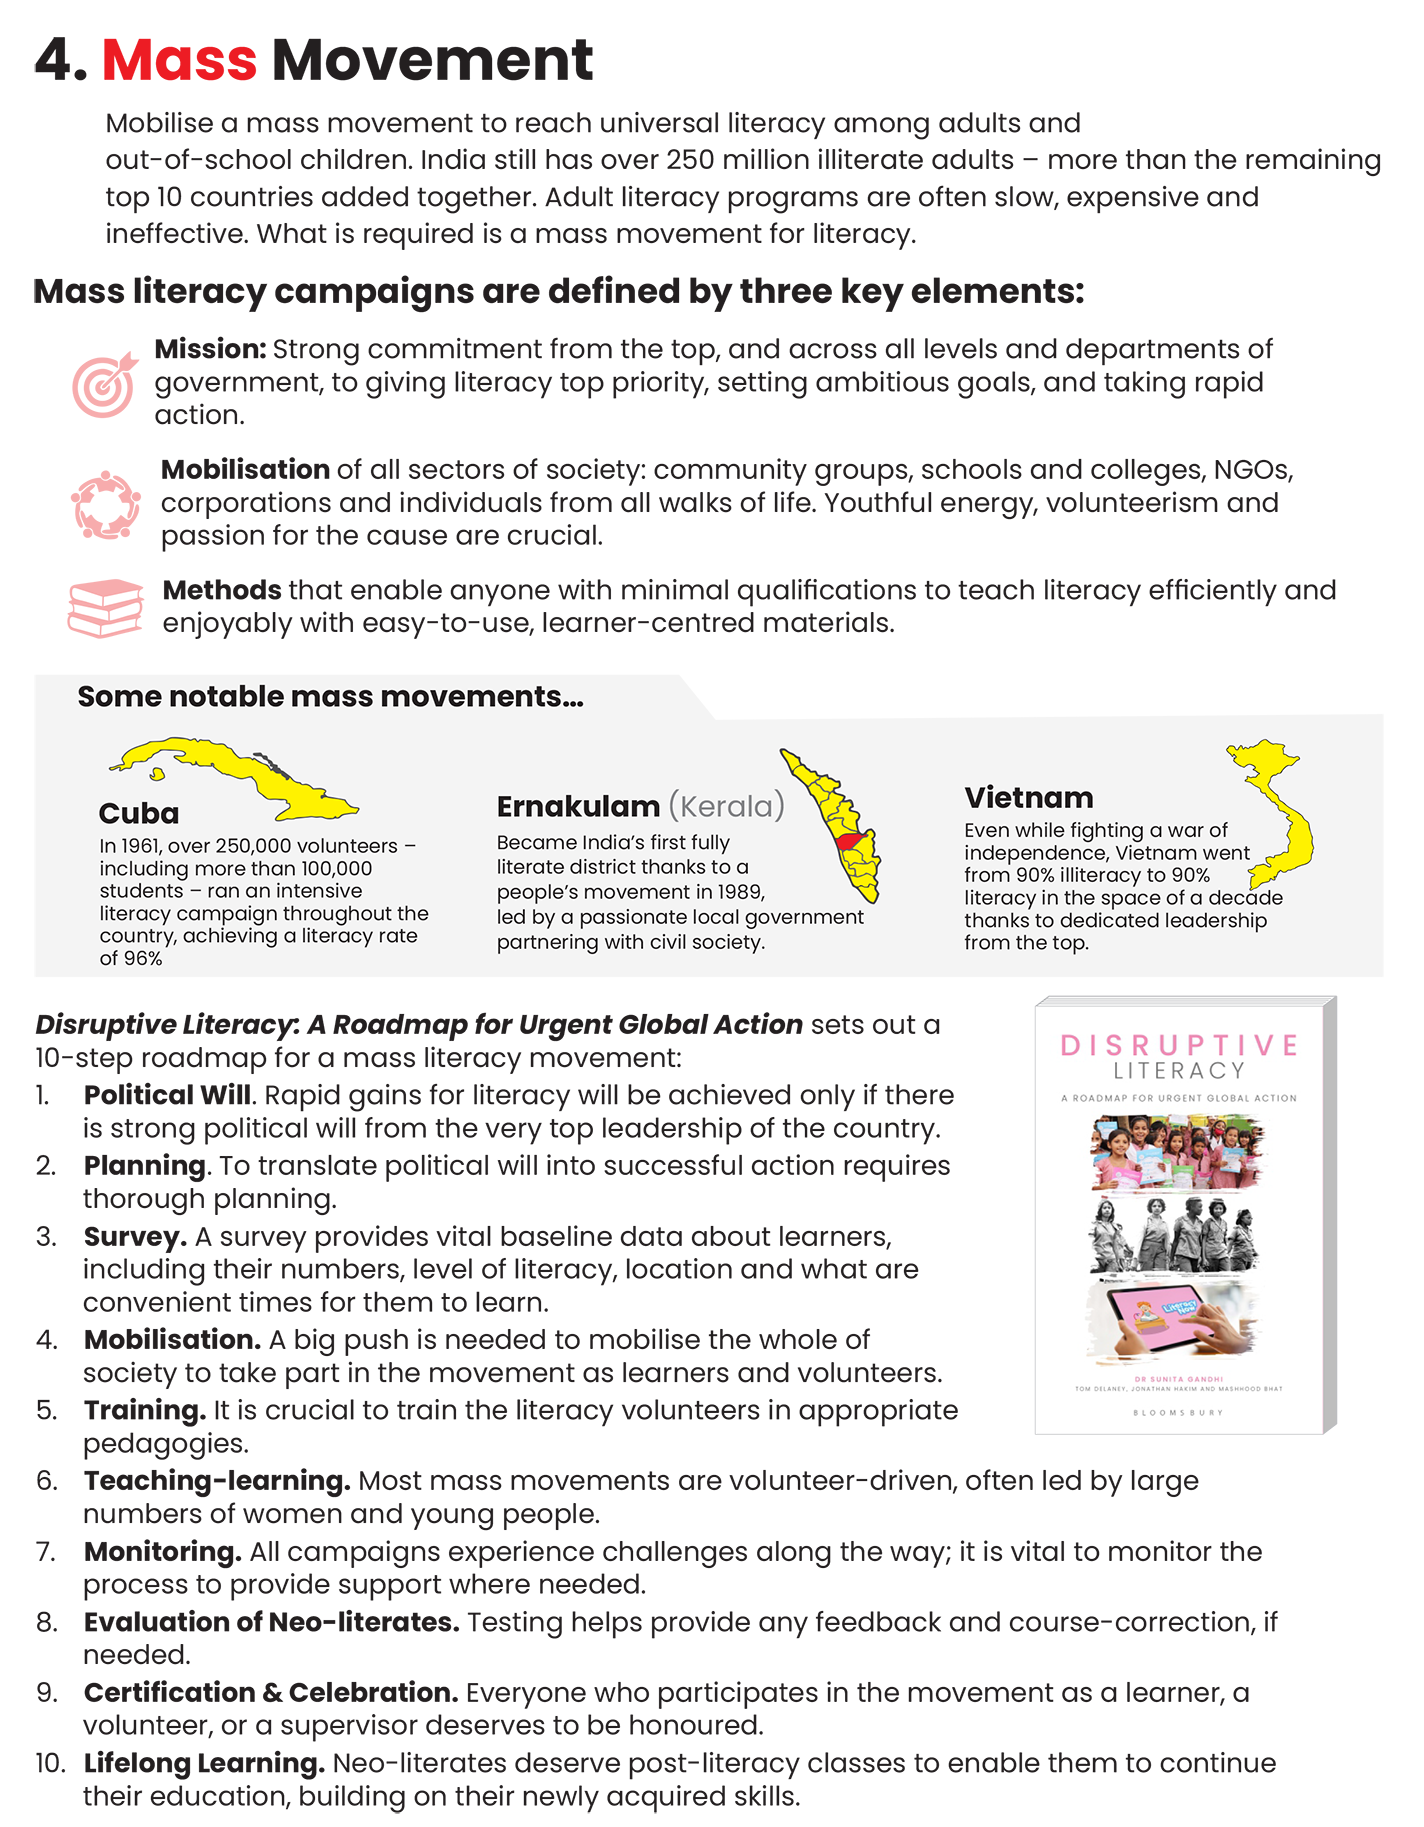 4. Mass Movement
Mobilise a mass movement to reach universal literacy among adults and
out-of-school children. India still has over 250 million illiterate adults – more than the remaining
top 10 countries added together. Adult literacy programs are often slow, expensive and
ineffective. What is required is a mass movement for literacy.
Mass literacy campaigns are defined by three key elements:
Mission: Strong commitment from the top, and across all levels and departments of
government, to giving literacy top priority, setting ambitious goals, and taking rapid
action.
Mobilisation of all sectors of society: community groups, schools and colleges, NGOs,
corporations and individuals from all walks of life. Youthful energy, volunteerism and
passion for the cause are crucial.
Methods that enable anyone with minimal qualifications to teach literacy efficiently and
enjoyably with easy-to-use, learner-centred materials.
Some notable mass movements...
Cuba
In 1961, over 250,000 volunteers –
including more than 100,000
students – ran an intensive
literacy campaign throughout the
country, achieving a literacy rate
of 96%
Ernakulam (Kerala)
Became India's first fully
literate district thanks to a
people's movement in 1989,
led by a passionate local government
partnering with civil society.
Vietnam
Even while fighting a war of
independence, Vietnam went
from 90% illiteracy to 90%
literacy in the space of a decade
thanks to dedicated leadership
from the top.
Disruptive Literacy: A Roadmap for Urgent Global Action sets out a
10-step roadmap for a mass literacy movement:
1. Political Will. Rapid gains for literacy will be achieved only if there
is strong political will from the very top leadership of the country.
2. Planning. To translate political will into successful action requires
thorough planning.
3. Survey. A survey provides vital baseline data about learners,
including their numbers, level of literacy, location and what are
convenient times for them to learn.
4. Mobilisation. A big push is needed to mobilise the whole of
society to take part in the movement as learners and volunteers.
5. Training. It is crucial to train the literacy volunteers in appropriate
pedagogies.
6. Teaching-learning. Most mass movements are volunteer-driven, often led by large
numbers of women and young people.
7. Monitoring. All campaigns experience challenges along the way; it is vital to monitor the
process to provide support where needed.
8. Evaluation of Neo-literates. Testing helps provide any feedback and course-correction, if
needed.
9. Certification & Celebration. Everyone who participates in the movement as a learner, a
volunteer, or a supervisor deserves to be honoured.
10. Lifelong Learning. Neo-literates deserve post-literacy classes to enable them to continue
their education, building on their newly acquired skills.
DISRUPTIVE
LITERACY
A ROADMAP FOR URGENT GLOBAL ACTION
Literacy
Now
DR SUNITA GANDHI
TOM DELANEY, JONATHAN HAKIM AND MASHHOOD BHAT
BLOOMSBURY